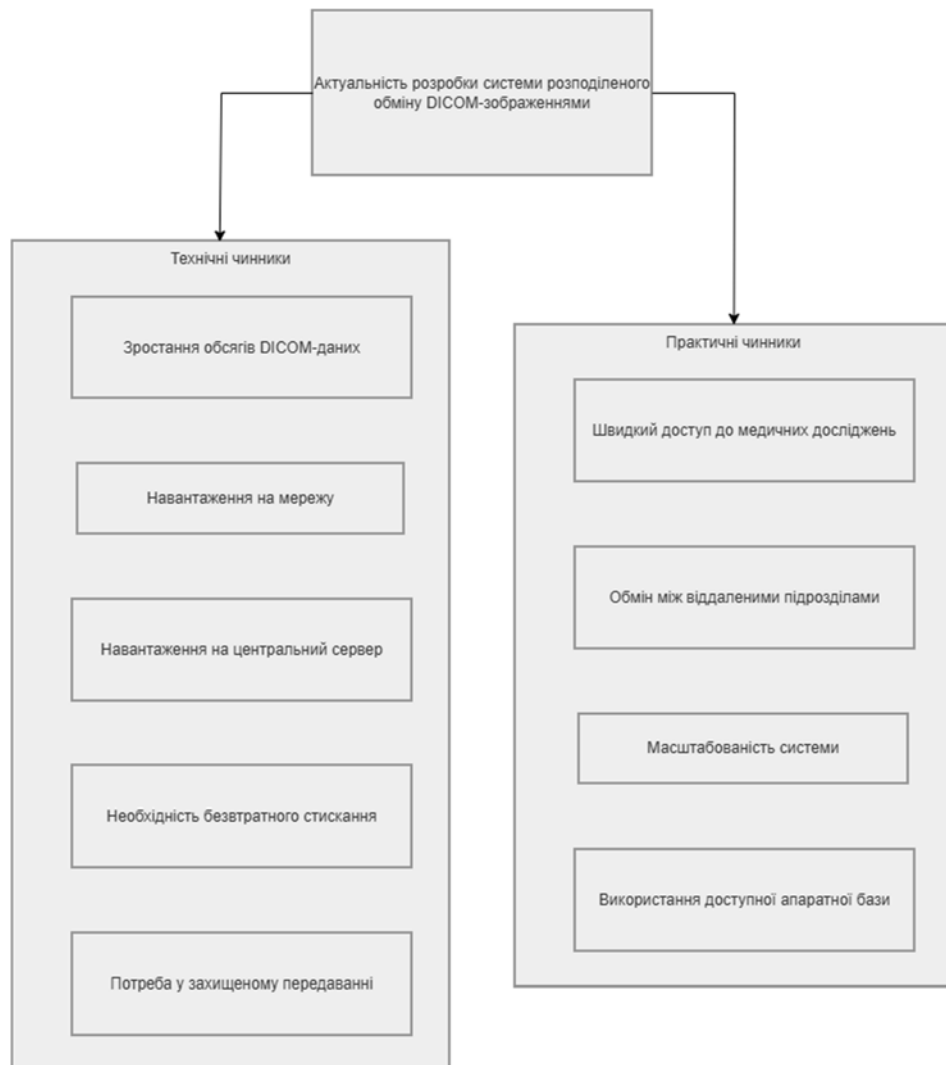 Актуальність розробки системи розподіленого
обміну DICOM-зображеннями
Технічні чинники
Зростання обсягів DICOM-даних
Навантаження на мережу
Навантаження на центральний сервер
Необхідність безвтратного стискання
Потреба у захищеному передаванні
Практичні чинники
Швидкий доступ до медичних досліджень
Обмін між віддаленими підрозділами
Масштабованість системи
Використання доступної апаратної бази